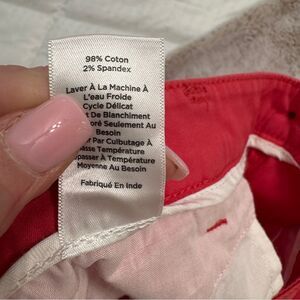 98% Coton
2% Spandex
Laver À La Machine À
L'eau Froide
Cycle Délicat
De Blanchiment
Seulement Au
Besoin
Par Culbutage À
Température
À Température
Moyenne Au Besoin
Fabriqué En Inde